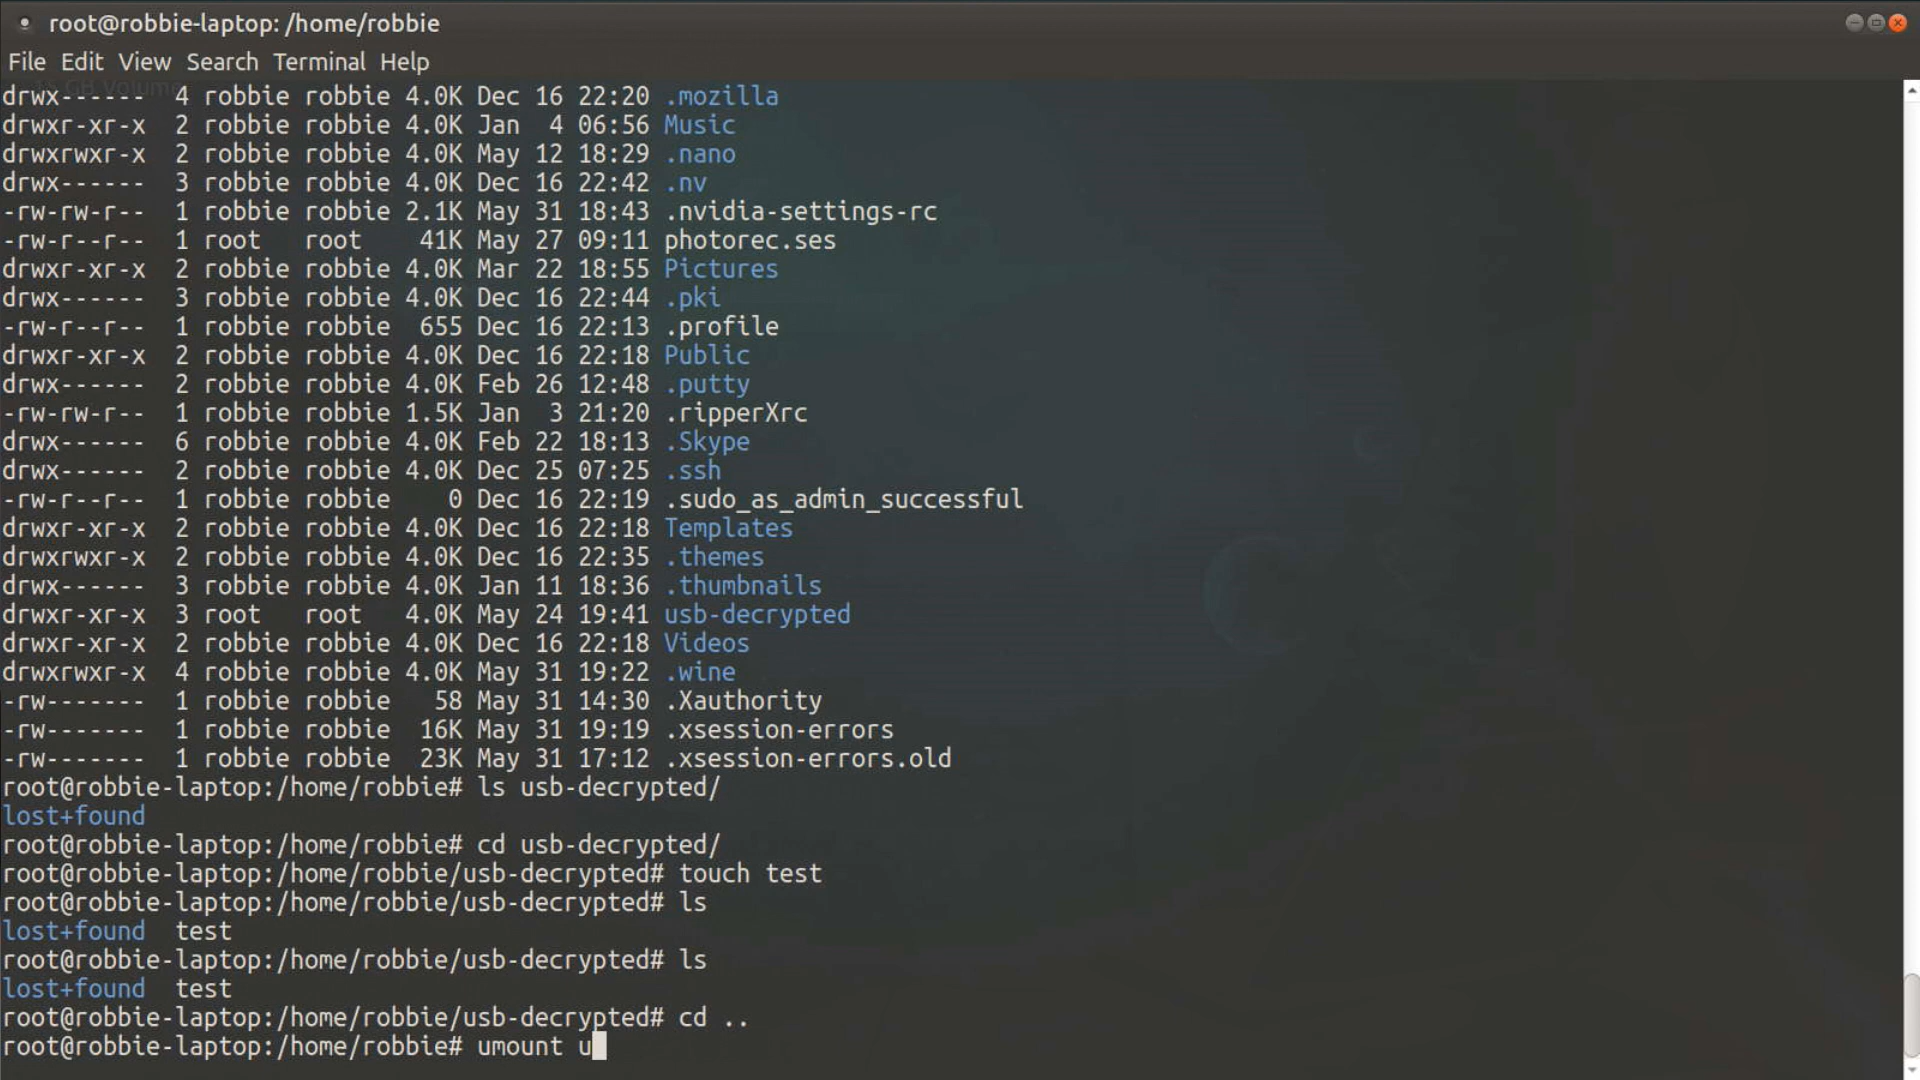 root@robbie-laptop: /home/robbie
File Edit View Search Terminal Help
drwx------  4 robbie robbie 4.0K Dec 16 22:20 .mozilla
drwxr-xr-x  2 robbie robbie 4.0K Jan  4 06:56 Music
drwxrwxr-x  2 robbie robbie 4.0K May 12 18:29 .nano
drwx------  3 robbie robbie 4.0K Dec 16 22:42 .nv
-rw-rw-r--  1 robbie robbie 2.1K May 31 18:43 .nvidia-settings-rc
-rw-r--r--  1 root   root    41K May 27 09:11 photorec.ses
drwxr-xr-x  2 robbie robbie 4.0K Mar 22 18:55 Pictures
drwx------  3 robbie robbie 4.0K Dec 16 22:44 .pki
-rw-r--r--  1 robbie robbie  655 Dec 16 22:13 .profile
drwxr-xr-x  2 robbie robbie 4.0K Dec 16 22:18 Public
drwx------  2 robbie robbie 4.0K Feb 26 12:48 .putty
-rw-rw-r--  1 robbie robbie 1.5K Jan  3 21:20 .ripperXrc
drwx------  6 robbie robbie 4.0K Feb 22 18:13 .Skype
drwx------  2 robbie robbie 4.0K Dec 25 07:25 .ssh
-rw-r--r--  1 robbie robbie    0 Dec 16 22:19 .sudo_as_admin_successful
drwxr-xr-x  2 robbie robbie 4.0K Dec 16 22:18 Templates
drwxrwxr-x  2 robbie robbie 4.0K Dec 16 22:35 .themes
drwx------  3 robbie robbie 4.0K Jan 11 18:36 .thumbnails
drwxr-xr-x  3 root   root   4.0K May 24 19:41 usb-decrypted
drwxr-xr-x  2 robbie robbie 4.0K Dec 16 22:18 Videos
drwxrwxr-x  4 robbie robbie 4.0K May 31 19:22 .wine
-rw-------  1 robbie robbie   58 May 31 14:30 .Xauthority
-rw-------  1 robbie robbie  16K May 31 19:19 .xsession-errors
-rw-------  1 robbie robbie  23K May 31 17:12 .xsession-errors.old
root@robbie-laptop:/home/robbie# ls usb-decrypted/
lost+found
root@robbie-laptop:/home/robbie# cd usb-decrypted/
root@robbie-laptop:/home/robbie/usb-decrypted# touch test
root@robbie-laptop:/home/robbie/usb-decrypted# ls
lost+found  test
root@robbie-laptop:/home/robbie/usb-decrypted# ls
lost+found  test
root@robbie-laptop:/home/robbie/usb-decrypted# cd ..
root@robbie-laptop:/home/robbie# umount u